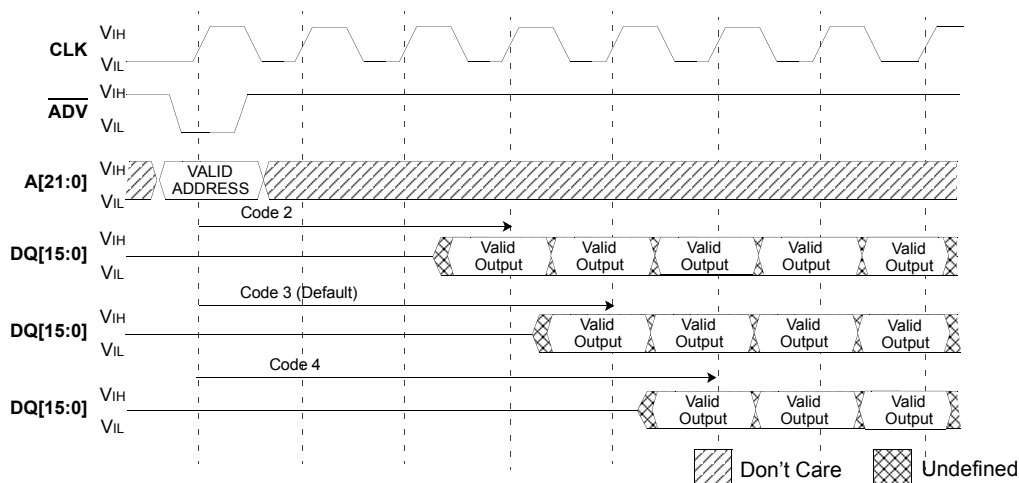 VIH
CLK
VIL
VIH
ADV
VIL
VIH
VALID
ADDRESS
A[21:0]
VIL
Code 2
VIH
DQ[15:0]
VIL
Valid Output
Valid Output
Valid Output
Valid Output
Valid Output
Code 3 (Default)
VIH
DQ[15:0]
VIL
Valid Output
Valid Output
Valid Output
Valid Output
Code 4
VIH
DQ[15:0]
VIL
Valid Output
Valid Output
Valid Output
Don't Care
Undefined